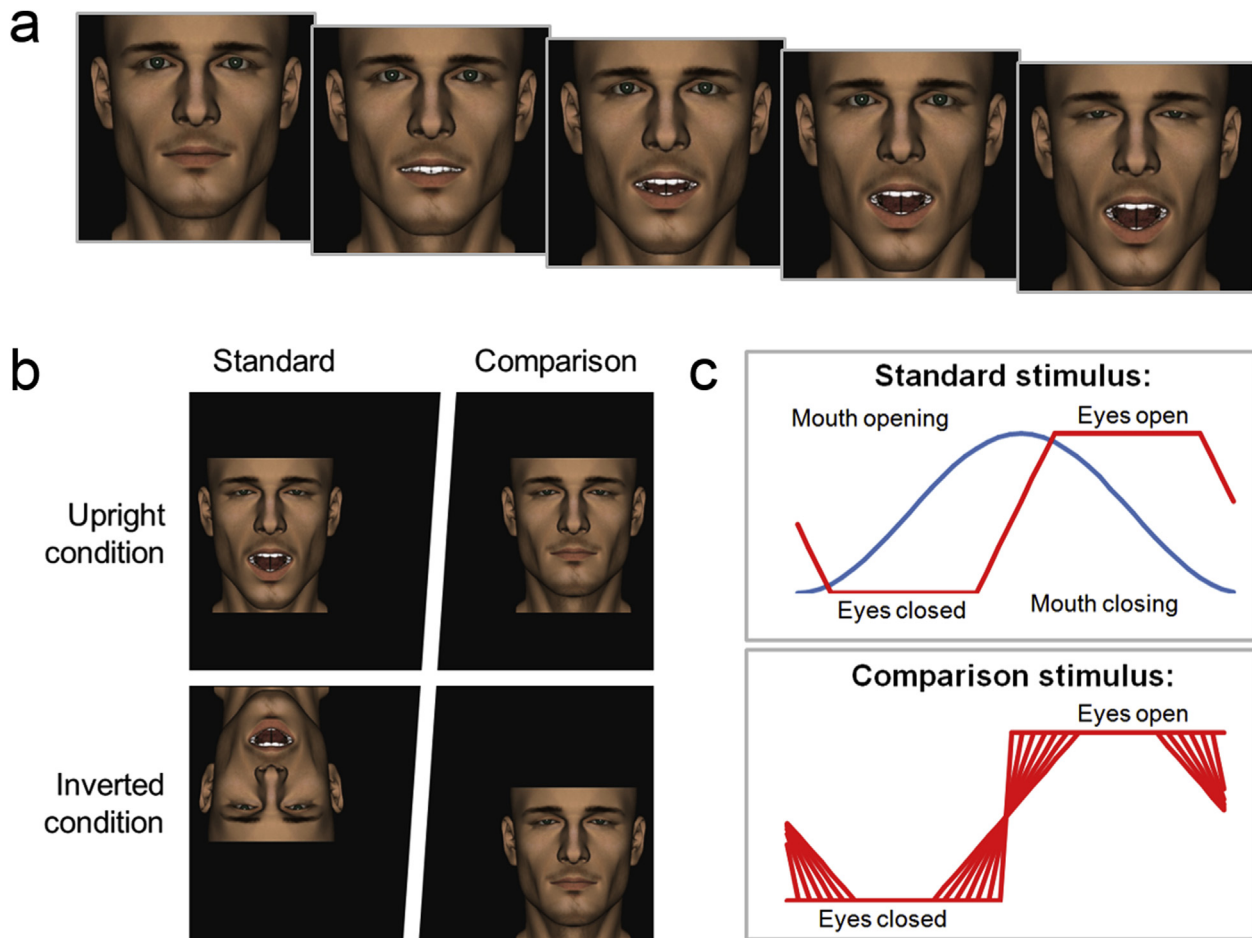 a
b
Standard
Comparison
Upright
condition
Inverted
condition
c
Standard stimulus:
Mouth opening
Eyes open
Eyes closed
Mouth closing
Comparison stimulus:
Eyes open
Eyes closed